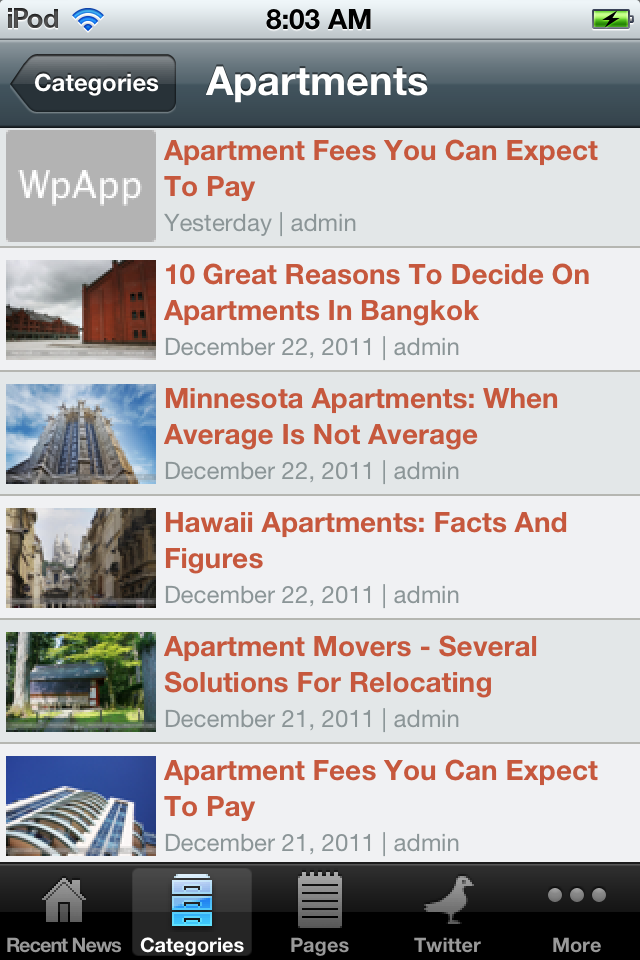 iPod 8:03 AM
Categories Apartments
WpApp
Apartment Fees You Can Expect
To Pay
Yesterday | admin
10 Great Reasons To Decide On
Apartments In Bangkok
December 22, 2011 | admin
Minnesota Apartments: When
Average Is Not Average
December 22, 2011 | admin
Hawaii Apartments: Facts And
Figures
December 22, 2011 | admin
Apartment Movers - Several
Solutions For Relocating
December 21, 2011 | admin
Apartment Fees You Can Expect
To Pay
December 21, 2011 | admin
Recent News Categories Pages Twitter More